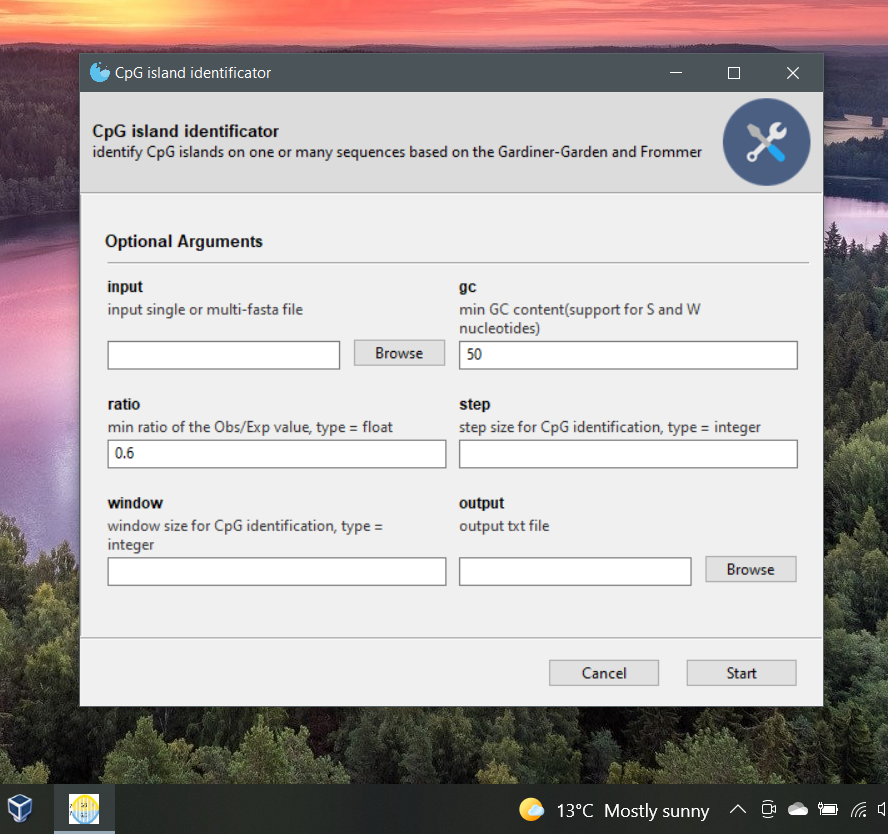 CpG island identificator
CpG island identificator
identify CpG islands on one or many sequences based on the Gardiner-Garden and Frommer
Optional Arguments
input
input single or multi-fasta file
Browse
gc
min GC content(support for S and W
nucleotides)
50
ratio
min ratio of the Obs/Exp value, type = float
0.6
step
step size for CpG identification, type = integer
window
window size for CpG identification, type =
integer
output
output txt file
Browse
Cancel
Start
13°C Mostly sunny